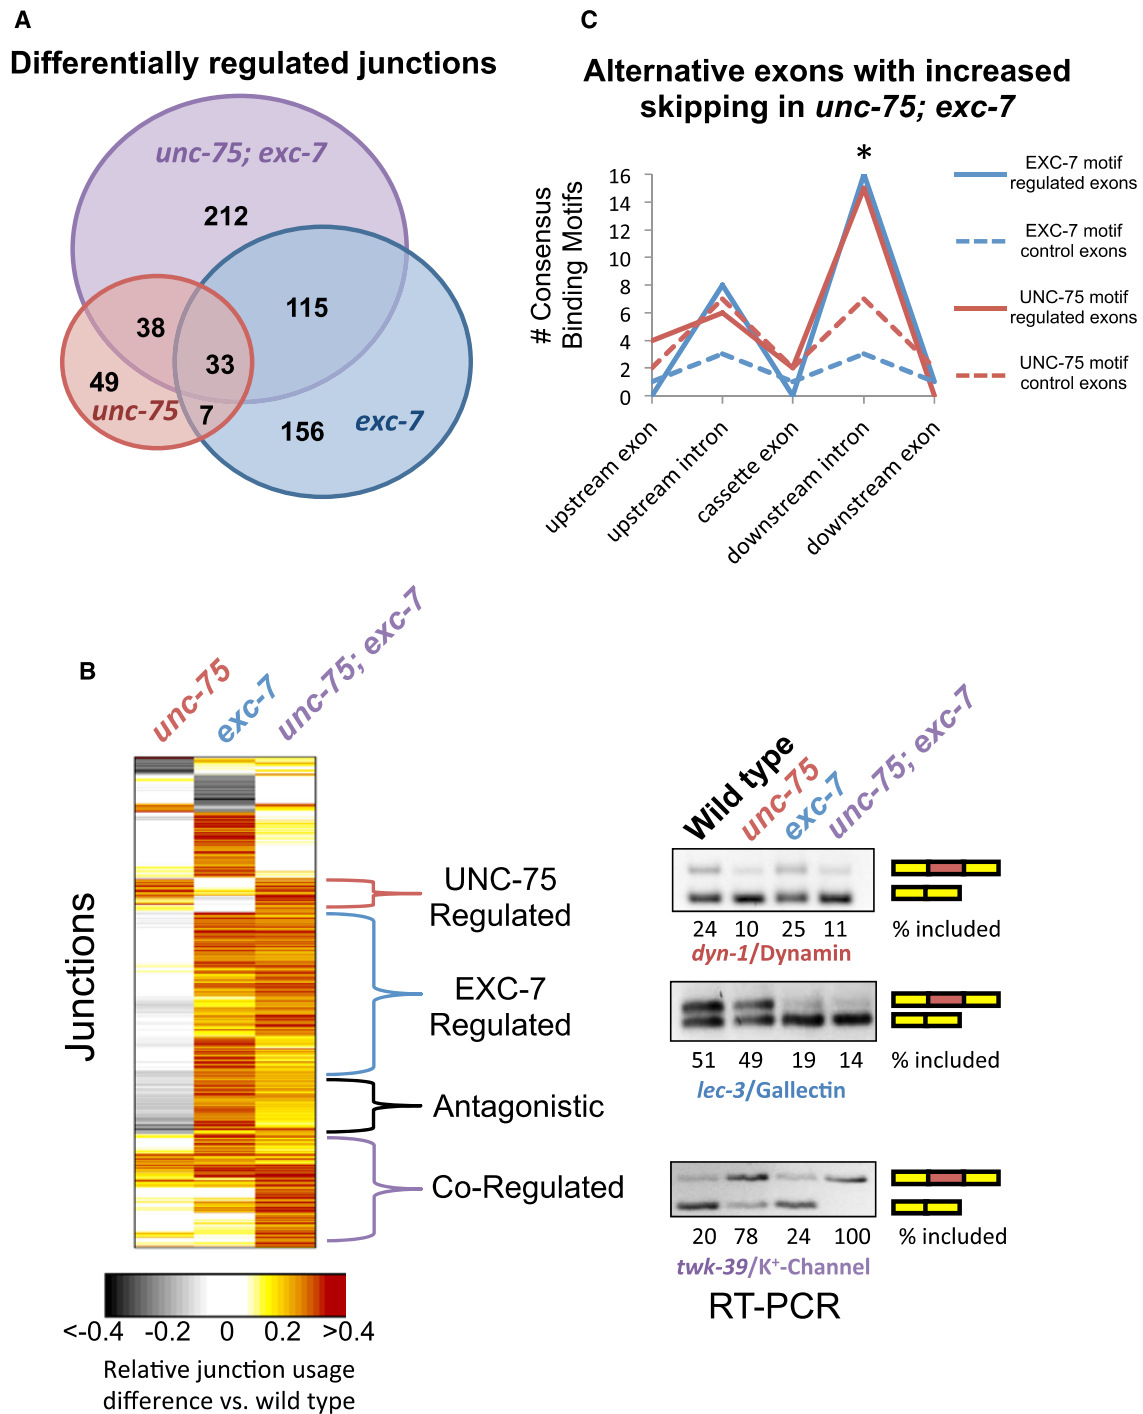 A
Differentially regulated junctions
unc-75; exc-7
212
115
38
33
49
unc-75
7
156
exc-7
C
Alternative exons with increased
skipping in unc-75; exc-7
*
# Consensus
Binding Motifs
16
14
12
10
8
6
4
2
0
upstream exon
upstream intron
cassette exon
downstream intron
downstream exon
EXC-7 motif
regulated exons
EXC-7 motif
control exons
UNC-75 motif
regulated exons
UNC-75 motif
control exons
B
unc-75
exc-7
unc-75; exc-7
Junctions
UNC-75
Regulated
EXC-7
Regulated
Antagonistic
Co-Regulated
<-0.4 -0.2 0 0.2 >0.4
Relative junction usage
difference vs. wild type
Wild type
unc-75
exc-7
unc-75; exc-7
24 10 25 11 % included
dyn-1/Dynamin
51 49 19 14 % included
lec-3/Gallectin
20 78 24 100 % included
twk-39/K⁺-Channel
RT-PCR